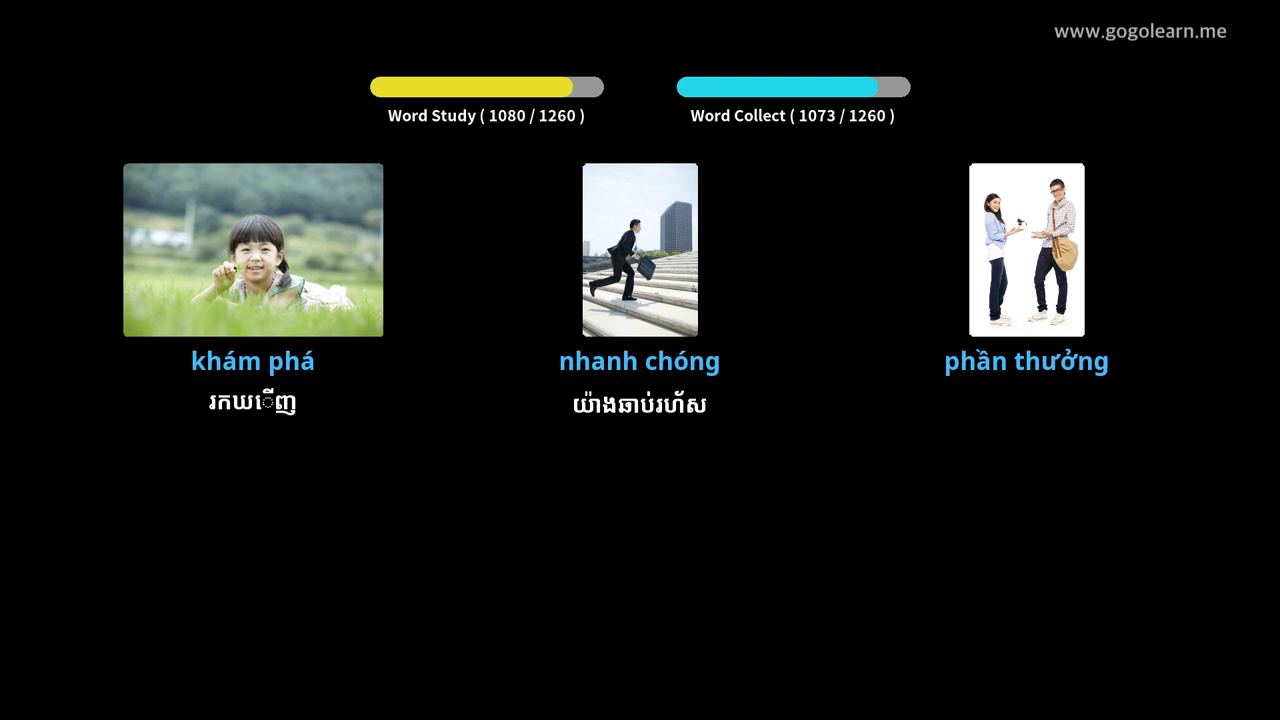 www.gogolearn.me
Word Study ( 1080 / 1260 )
Word Collect ( 1073 / 1260 )
khám phá
nhanh chóng
phần thưởng
រកឃើញ
យ៉ាងឆាប់រហ័ស